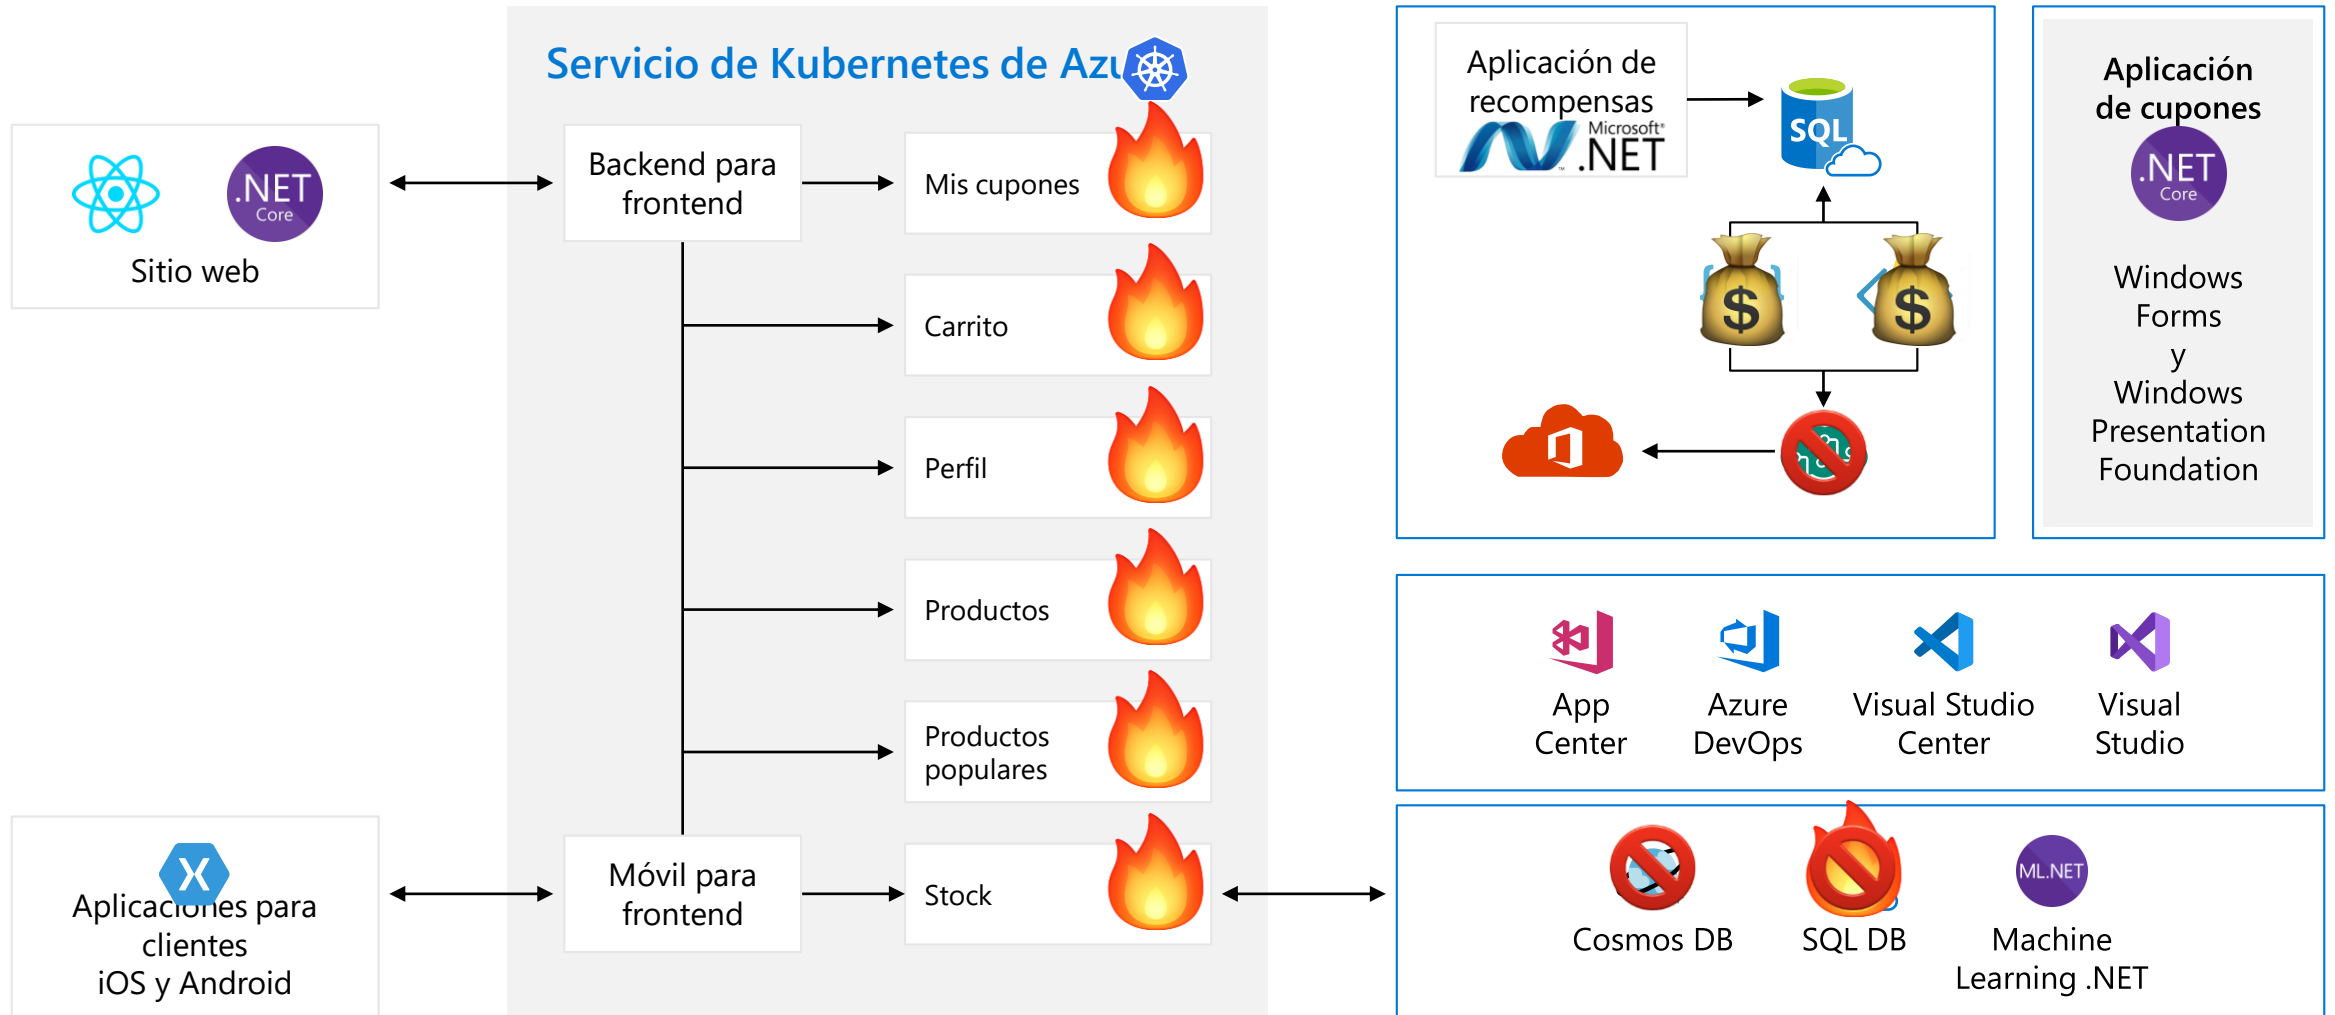 Servicio de Kubernetes de Azu
.NET
Core
Sitio web
Backend para
frontend
Mis cupones
Carrito
Perfil
Productos
Productos
populares
Aplicaciones para
clientes
iOS y Android
Móvil para
frontend
Stock
Aplicación de
recompensas
Microsoft®
.NET
SQL
$
$
Aplicación
de cupones
.NET
Core
Windows
Forms
y
Windows
Presentation
Foundation
App
Center
Azure
DevOps
Visual Studio
Center
Visual
Studio
Cosmos DB
SQL DB
ML.NET
Machine
Learning .NET